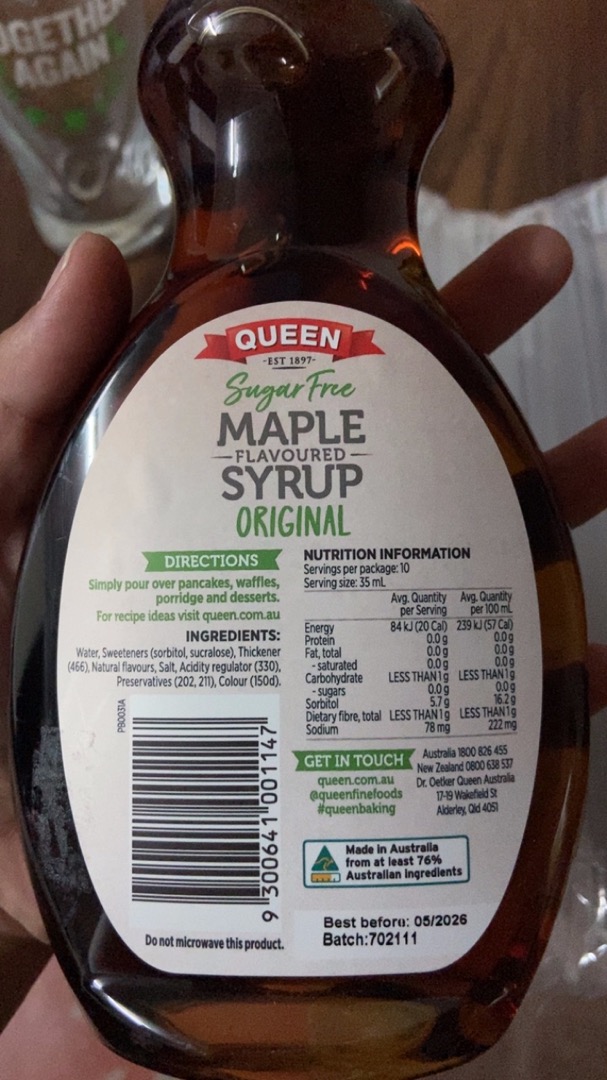 TOGETHER
AGAIN
QUEEN
-EST 1897-
Sugar Free
MAPLE
FLAVOURED
SYRUP
ORIGINAL
DIRECTIONS
Simply pour over pancakes, waffles,
porridge and desserts.
For recipe ideas visit queen.com.au
INGREDIENTS:
Water, Sweeteners (sorbitol, sucralose), Thickener
(466), Natural flavours, Salt, Acidity regulator (330),
Preservatives (202, 211), Colour (150d).
PB0031A
9 300641 001147
Do not microwave this product.
NUTRITION INFORMATION
Servings per package: 10
Serving size: 35 mL
Avg. Quantity per Serving Avg. Quantity per 100 mL
Energy 84 kJ (20 Cal) 239 kJ (57 Cal)
Protein 0.0 g 0.0 g
Fat, total 0.0 g 0.0 g
- saturated 0.0 g 0.0 g
Carbohydrate LESS THAN 1 g LESS THAN 1 g
- sugars 0.0 g 0.0 g
Sorbitol 5.7 g 16.2 g
Dietary fibre, total LESS THAN 1 g LESS THAN 1 g
Sodium 78 mg 222 mg
GET IN TOUCH
queen.com.au
@queenfinefoods
#queenbaking
Australia 1800 826 455
New Zealand 0800 638 537
Dr. Oetker Queen Australia
17-19 Wakefield St
Alderley, Qld 4051
Made in Australia
from at least 76%
Australian ingredients
Best before: 05/2026
Batch:702111